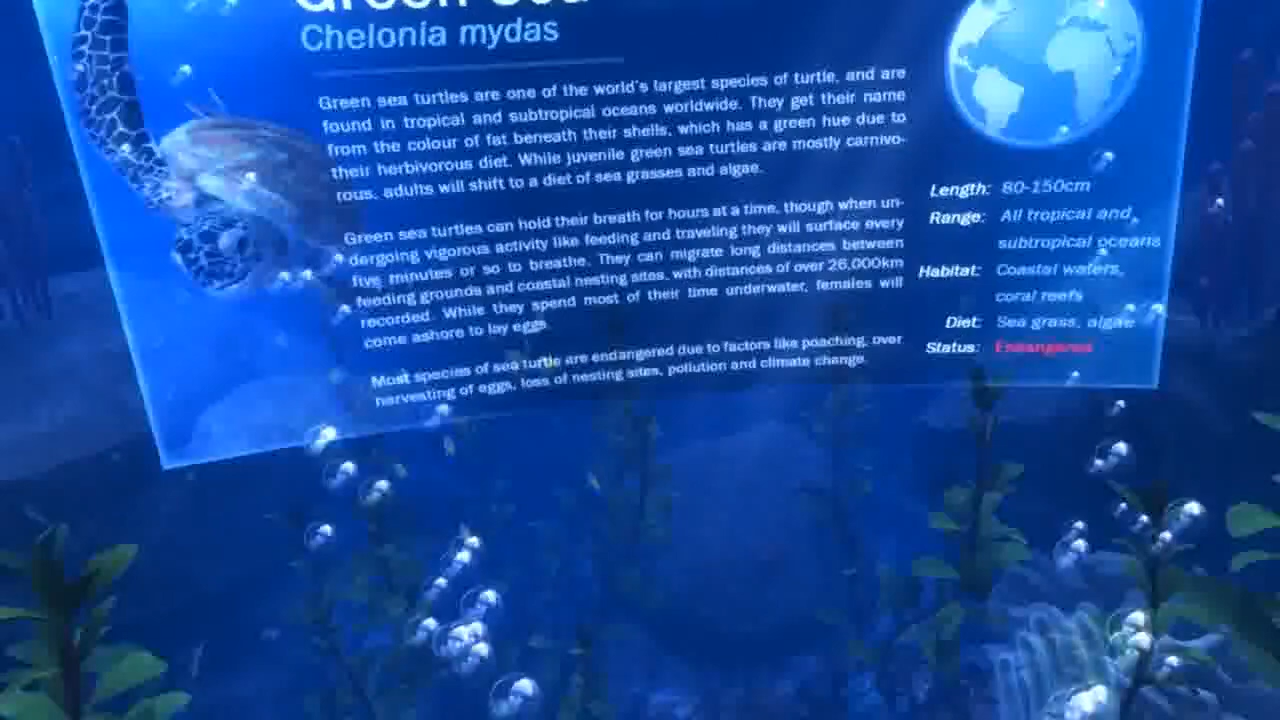 Green Sea
Chelonia mydas
Green sea turtles are one of the world's largest species of turtle, and are
found in tropical and subtropical oceans worldwide. They get their name
from the colour of fat beneath their shells, which has a green hue due to
their herbivorous diet. While juvenile green sea turtles are mostly carnivo-
rous, adults will shift to a diet of sea grasses and algae.
Green sea turtles can hold their breath for hours at a time, though when un-
dergoing vigorous activity like feeding and traveling they will surface every
five minutes or so to breathe. They can migrate long distances between
feeding grounds and coastal nesting sites, with distances of over 26,000km
recorded. While they spend most of their time underwater, females will
come ashore to lay eggs.
Most species of sea turtle are endangered due to factors like poaching, over
harvesting of eggs, loss of nesting sites, pollution and climate change.
Length: 80-150cm
Range: All tropical and
subtropical oceans
Habitat: Coastal waters,
coral reefs
Diet: Sea grass, algae
Status: Endangered